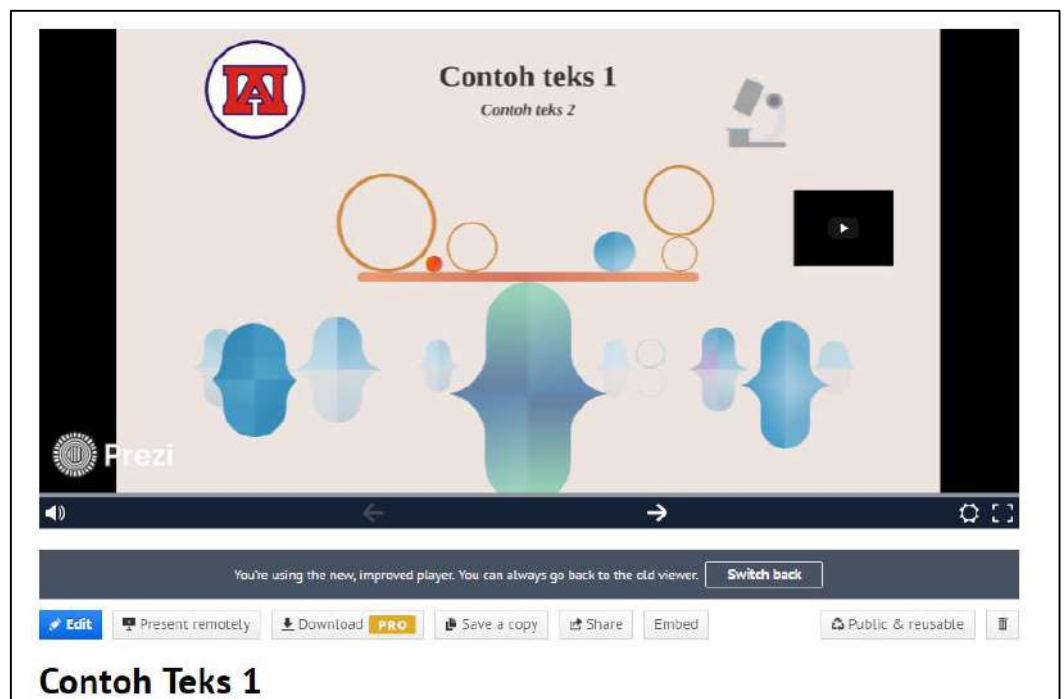 Contoh teks 1
Contoh teks 2
Prezi
You're using the new, improved player. You can always go back to the old viewer. Switch back
Edit Present remotely Download PRO Save a copy Share Embed Public & reusable
Contoh Teks 1